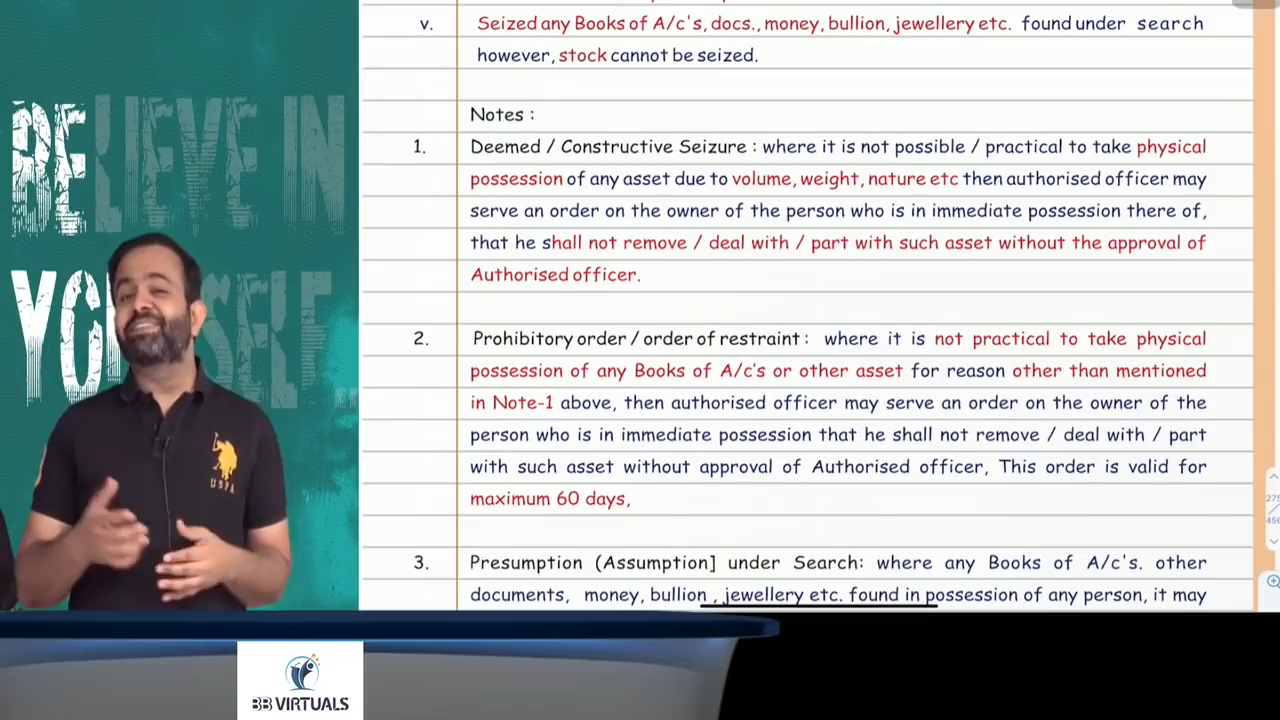 BELIEVE IN
YO SELF
USPA
BB VIRTUALS
v. Seized any Books of A/c's, docs., money, bullion, jewellery etc. found under search
however, stock cannot be seized.
Notes :
1. Deemed / Constructive Seizure : where it is not possible / practical to take physical
possession of any asset due to volume, weight, nature etc then authorised officer may
serve an order on the owner of the person who is in immediate possession there of,
that he shall not remove / deal with / part with such asset without the approval of
Authorised officer.
2. Prohibitory order / order of restraint : where it is not practical to take physical
possession of any Books of A/c's or other asset for reason other than mentioned
in Note-1 above, then authorised officer may serve an order on the owner of the
person who is in immediate possession that he shall not remove / deal with / part
with such asset without approval of Authorised officer, This order is valid for
maximum 60 days,
3. Presumption (Assumption] under Search: where any Books of A/c's. other
documents, money, bullion , jewellery etc. found in possession of any person, it may
275
456